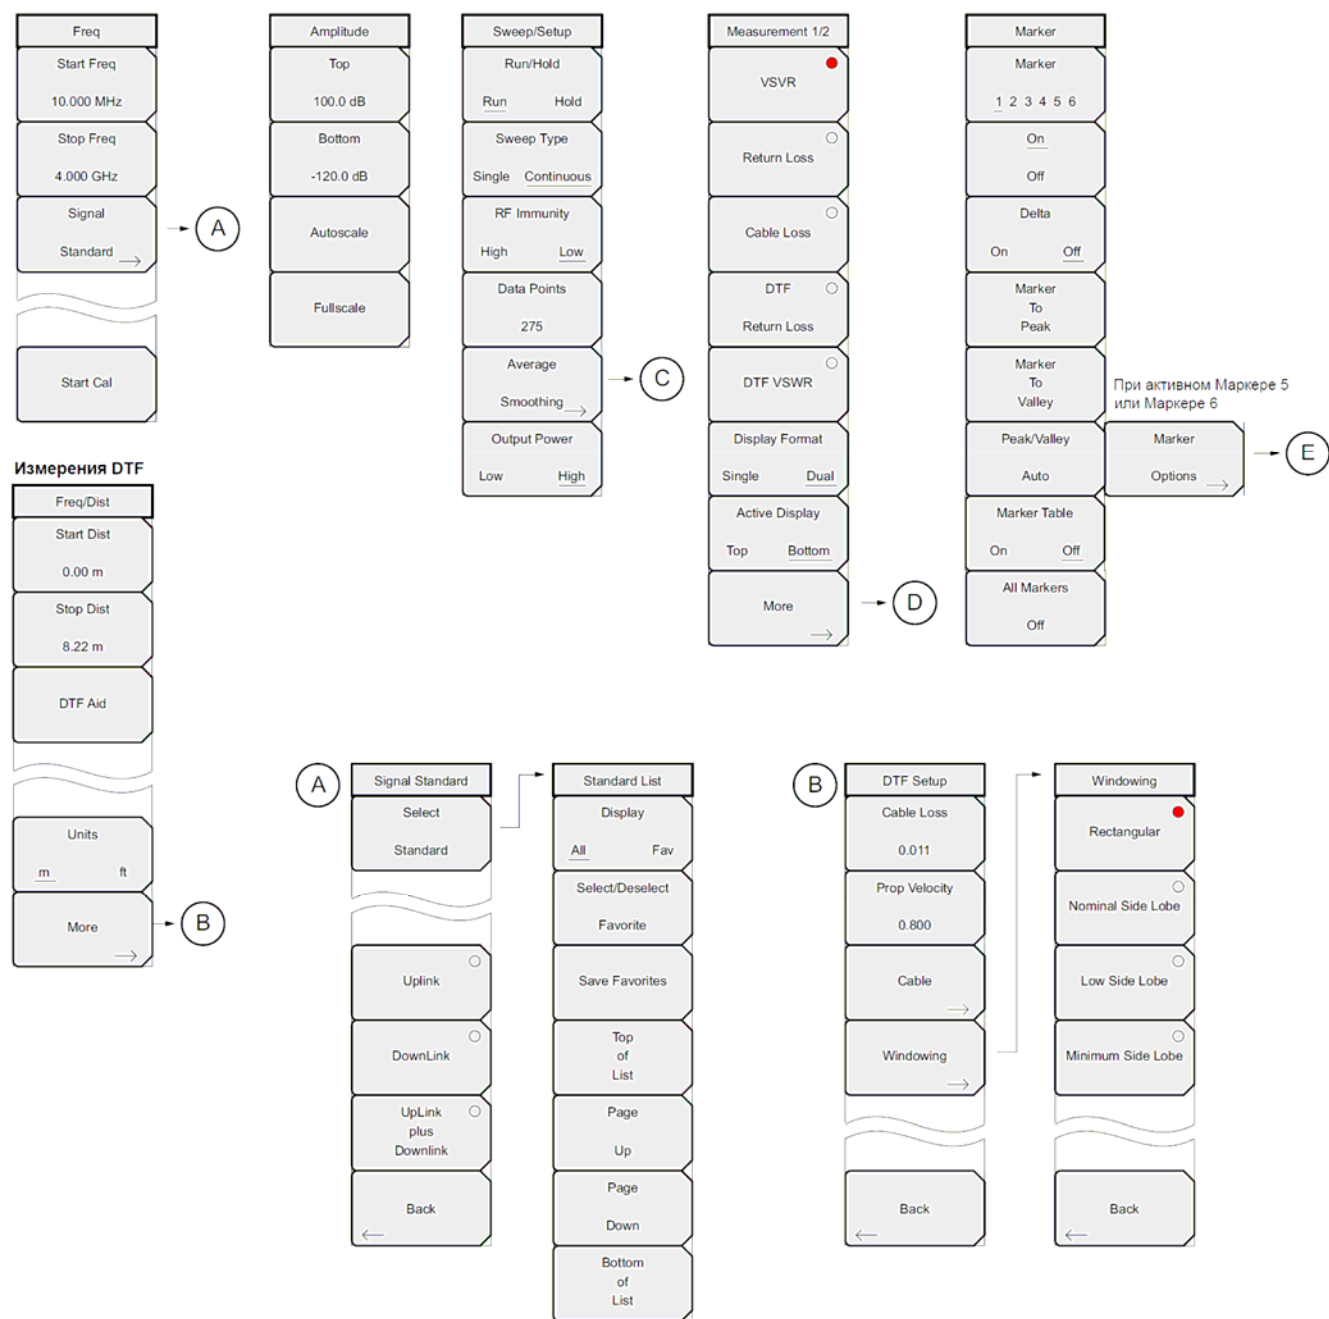 Freq
Start Freq
10.000 MHz
Stop Freq
4.000 GHz
Signal
Standard
A
Start Cal
Amplitude
Top
100.0 dB
Bottom
-120.0 dB
Autoscale
Fullscale
Sweep/Setup
Run/Hold
Run Hold
Sweep Type
Single Continuous
RF Immunity
High Low
Data Points
275
Average
Smoothing
C
Output Power
Low High
Measurement 1/2
VSVR
Return Loss
Cable Loss
DTF
Return Loss
DTF VSWR
Display Format
Single Dual
Active Display
Top Bottom
More
D
Marker
Marker
1 2 3 4 5 6
On
Off
Delta
On Off
Marker
To
Peak
Marker
To
Valley
Peak/Valley
Auto
Marker Table
On Off
All Markers
Off
При активном Маркере 5
или Маркере 6
Marker
Options
E
Измерения DTF
Freq/Dist
Start Dist
0.00 m
Stop Dist
8.22 m
DTF Aid
Units
m ft
More
B
A
Signal Standard
Select
Standard
Uplink
DownLink
UpLink
plus
Downlink
Back
Standard List
Display
All Fav
Select/Deselect
Favorite
Save Favorites
Top
of
List
Page
Up
Page
Down
Bottom
of
List
B
DTF Setup
Cable Loss
0.011
Prop Velocity
0.800
Cable
Windowing
Back
Windowing
Rectangular
Nominal Side Lobe
Low Side Lobe
Minimum Side Lobe
Back